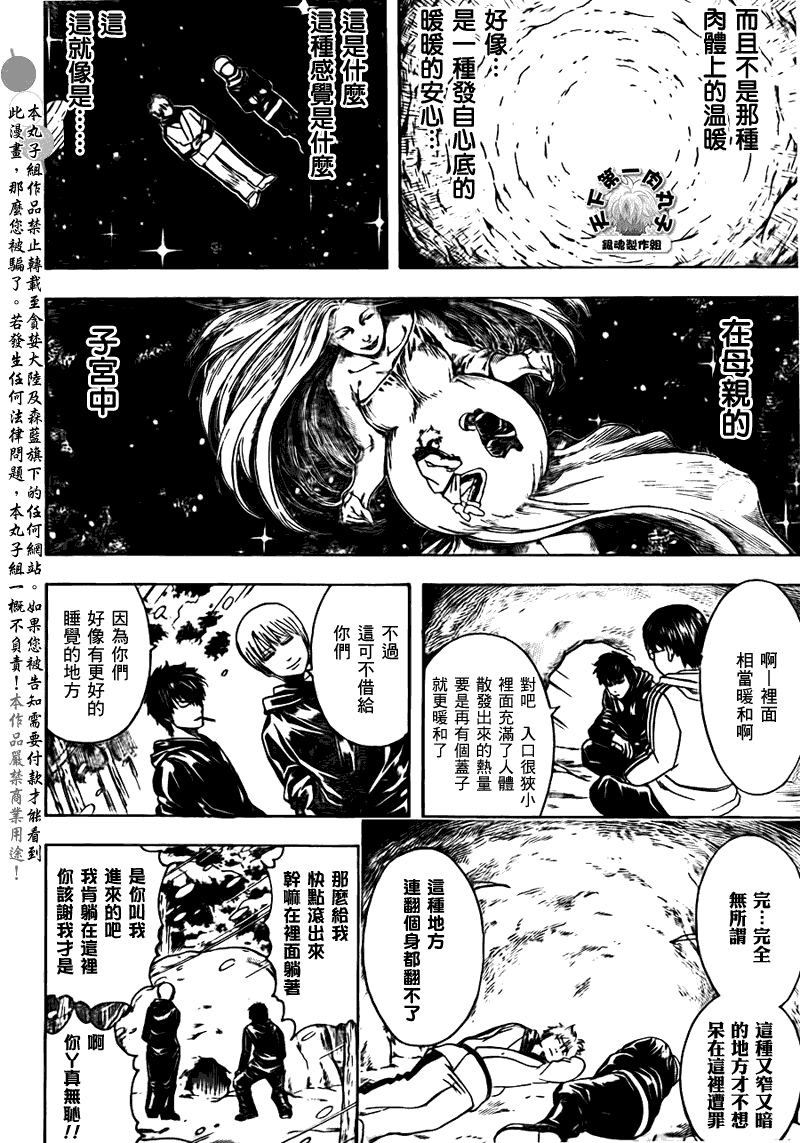 而且不是那種
肉體上的溫暖
好像…
是一種發自心底的
暖暖的安心…
天下第一肉丸子
銀魂製作組
這是什麼
這種感覺是什麼
這
這就像是……
在母親的
子宮中
啊—裡面
相當暖和啊
對吧　入口很狹小
裡面充滿了人體
散發出來的熱量
要是再有個蓋子
就更暖和了
不過
這可不借給
你們
因為你們
好像有更好的
睡覺的地方
完…完全
無所謂
這種又窄又暗
的地方才不想
呆在這裡遭罪
這種地方
連翻個身都翻不了
那麼給我
快點滾出來
幹嘛在裡面躺著
是你叫我
進來的吧
我肯躺在這裡
你該謝我才是
啊
你丫真無恥!!
本丸子組作品禁止轉載至貪婪大陸及森藍旗下的任何網站。如果您被告知需要付款才能看到
此漫畫，那麼您被騙了。若發生任何法律問題，本丸子組一概不負責！本作品嚴禁商業用途！